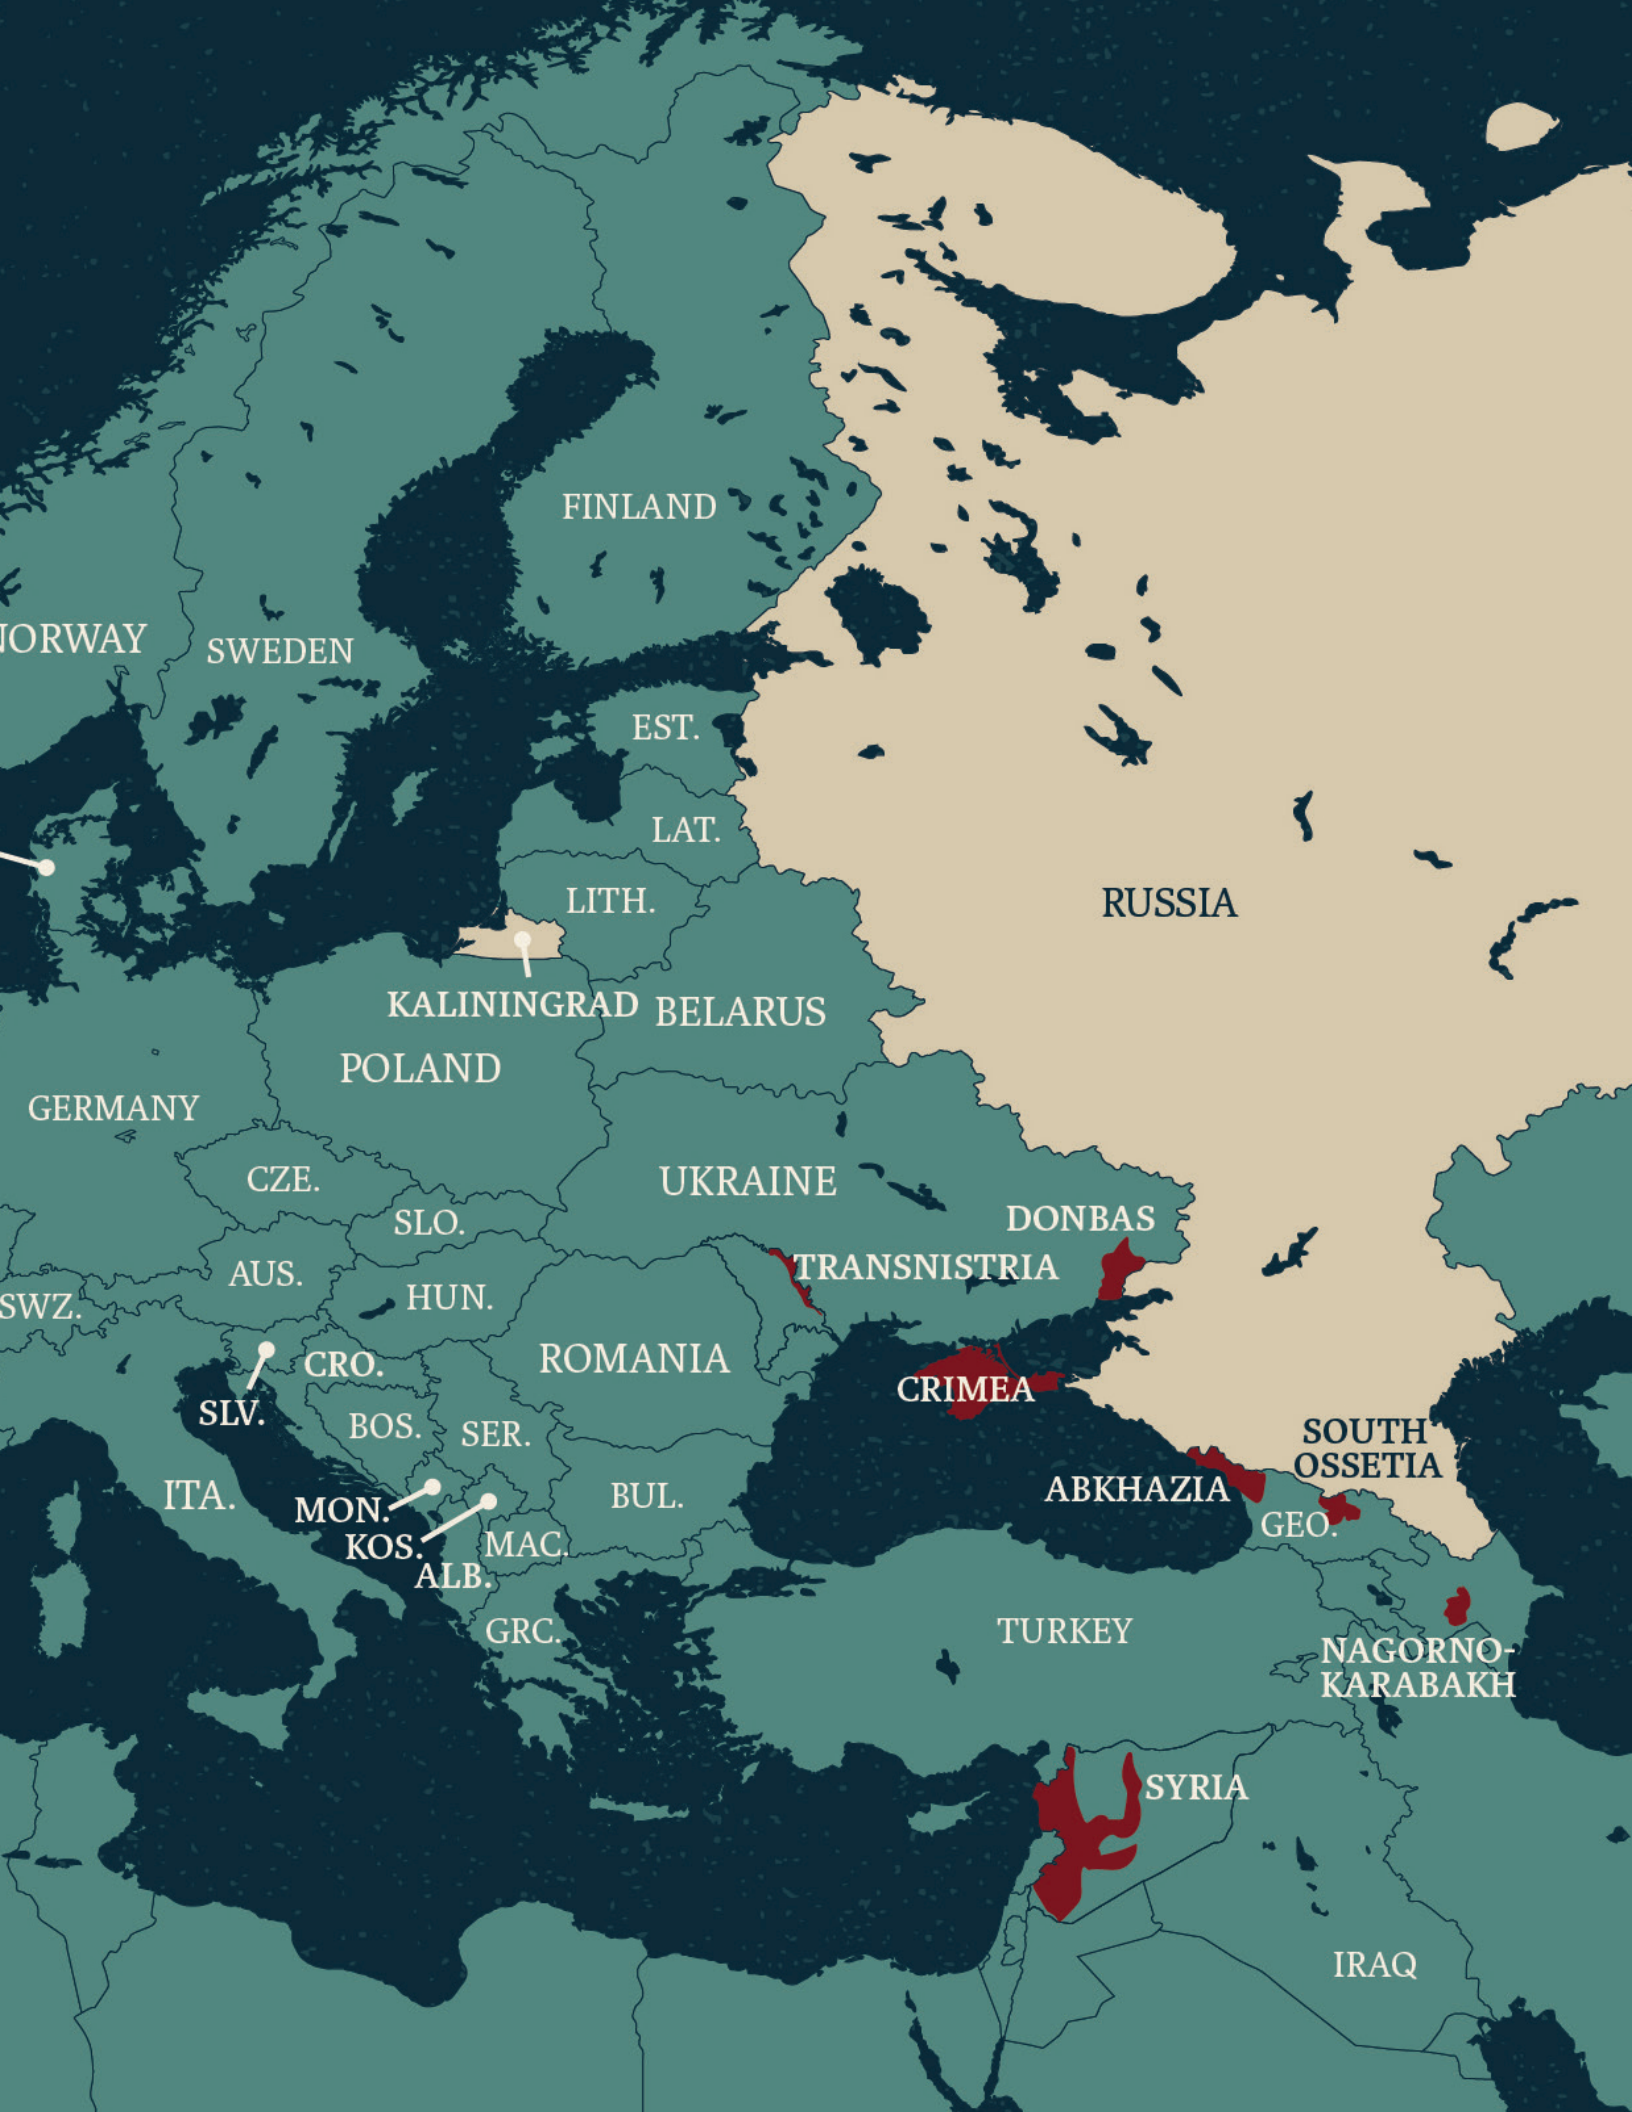 FINLAND
NORWAY
SWEDEN
EST.
LAT.
RUSSIA
LITH.
KALININGRAD
BELARUS
POLAND
GERMANY
CZE.
UKRAINE
SLO.
DONBAS
TRANSNISTRIA
AUS.
HUN.
SWZ.
ROMANIA
CRO.
CRIMEA
SLV.
BOS.
SER.
SOUTH
OSSETIA
ABKHAZIA
ITA.
BUL.
MON.
GEO.
KOS.
MAC.
ALB.
GRC.
TURKEY
NAGORNO-
KARABAKH
SYRIA
IRAQ